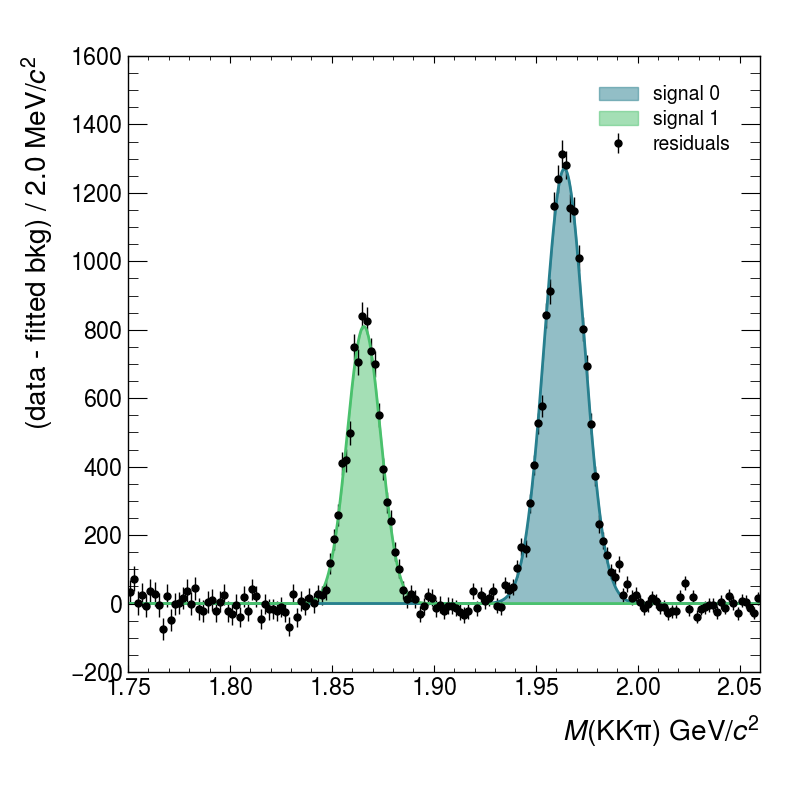 (data - fitted bkg) / 2.0 MeV/c²
1600
1400
1200
1000
800
600
400
200
0
−200
signal 0
signal 1
residuals
1.75 1.80 1.85 1.90 1.95 2.00 2.05
M(KKπ) GeV/c²